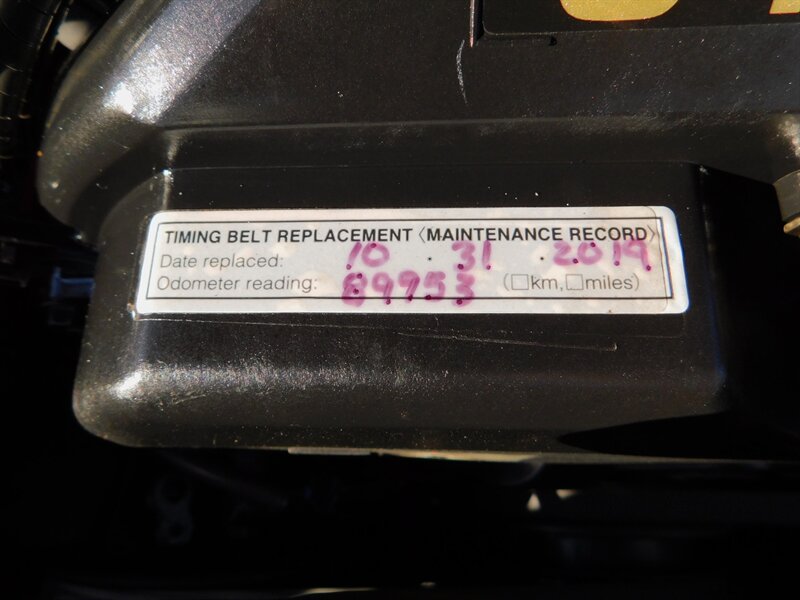 TIMING BELT REPLACEMENT〈MAINTENANCE RECORD〉
Date replaced: 10 . 31 . 2019
Odometer reading: 89953 (□km,□miles)